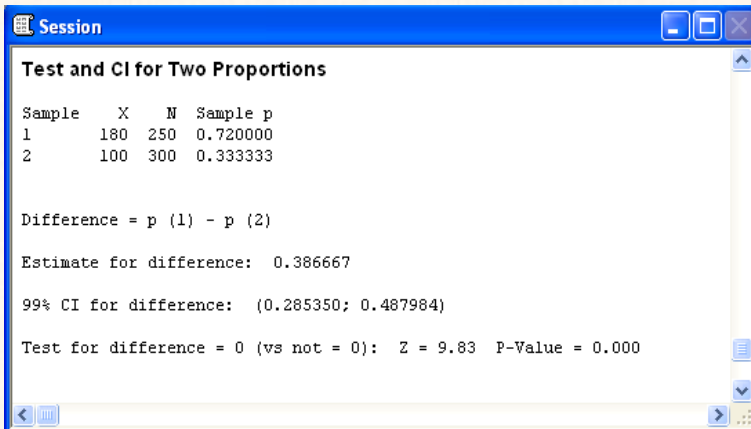 Session
Test and CI for Two Proportions
Sample X N Sample p
1 180 250 0.720000
2 100 300 0.333333
Difference = p (1) - p (2)
Estimate for difference: 0.386667
99% CI for difference: (0.285350; 0.487984)
Test for difference = 0 (vs not = 0): Z = 9.83 P-Value = 0.000